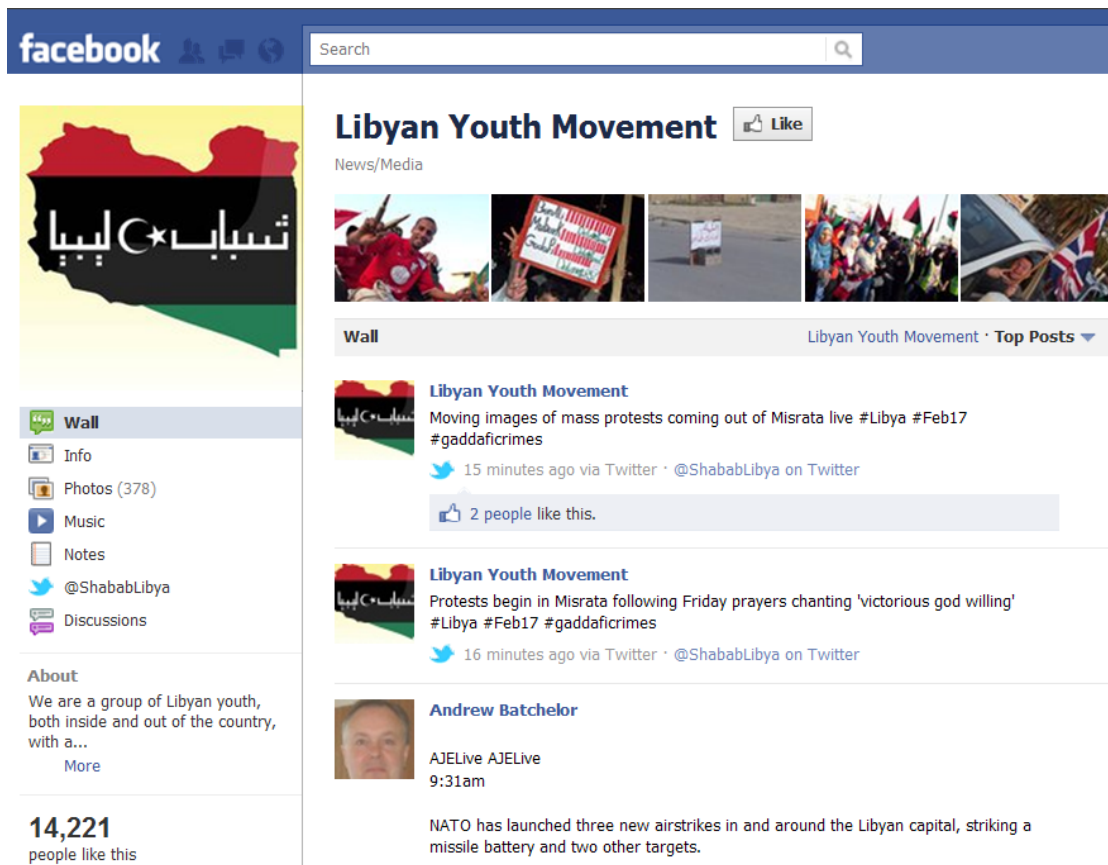 facebook
Search
شباب ليبيا
Libyan Youth Movement
Like
News/Media
Wall
Libyan Youth Movement · Top Posts
Wall
Info
Photos (378)
Music
Notes
@ShababLibya
Discussions
About
We are a group of Libyan youth,
both inside and out of the country,
with a...
More
14,221
people like this
Libyan Youth Movement
Moving images of mass protests coming out of Misrata live #Libya #Feb17
#gaddaficrimes
15 minutes ago via Twitter · @ShababLibya on Twitter
2 people like this.
Libyan Youth Movement
Protests begin in Misrata following Friday prayers chanting 'victorious god willing'
#Libya #Feb17 #gaddaficrimes
16 minutes ago via Twitter · @ShababLibya on Twitter
Andrew Batchelor
AJELive AJELive
9:31am
NATO has launched three new airstrikes in and around the Libyan capital, striking a
missile battery and two other targets.